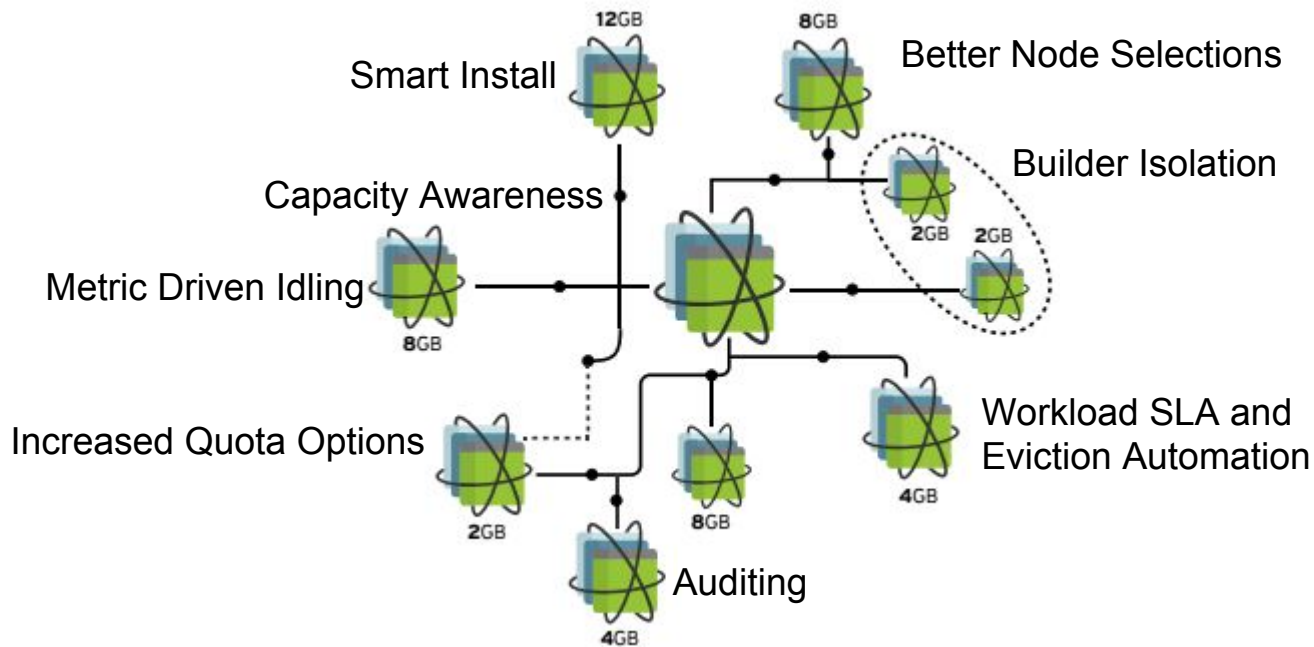 12GB
8GB
Better Node Selections
Smart Install
Builder Isolation
Capacity Awareness
2GB
2GB
Metric Driven Idling
8GB
Increased Quota Options
Workload SLA and
Eviction Automation
4GB
8GB
2GB
Auditing
4GB